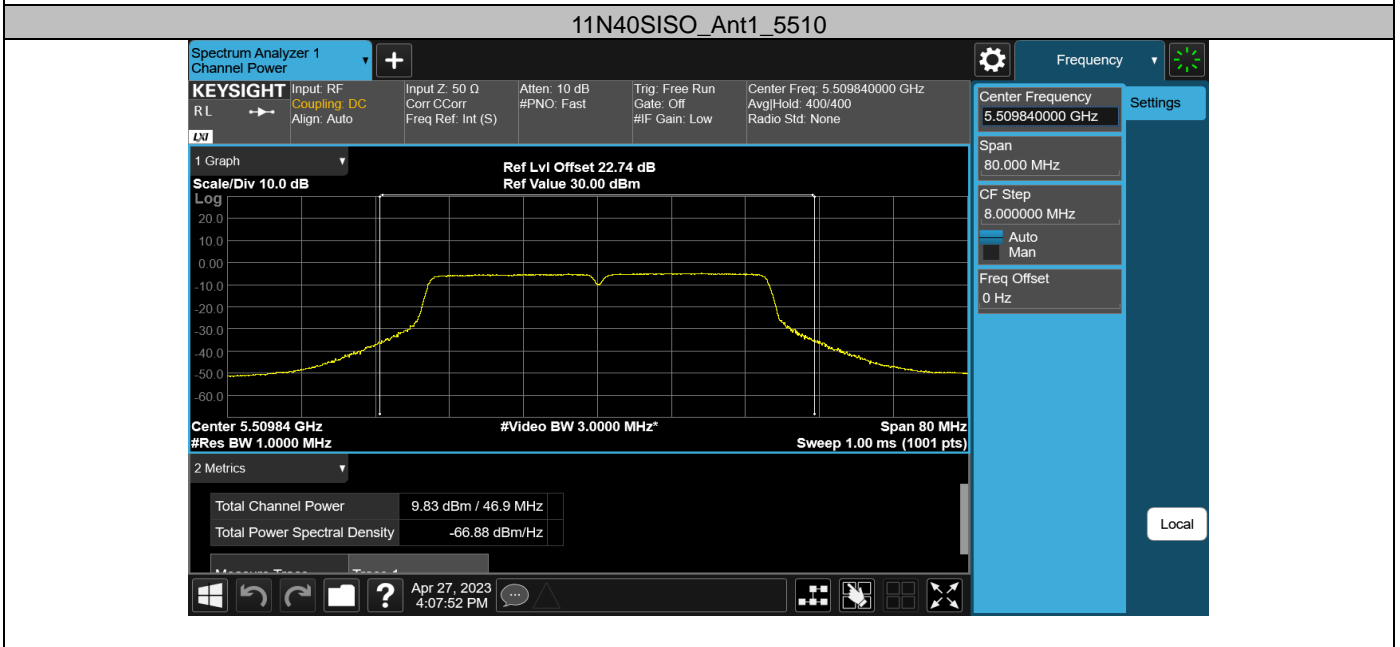 11N40SISO_Ant1_5510
Spectrum Analyzer 1
Channel Power
Frequency
KEYSIGHT
R L
LXI
Input: RF
Coupling: DC
Align: Auto
Input Z: 50 Ω
Corr CCorr
Freq Ref: Int (S)
Atten: 10 dB
#PNO: Fast
Trig: Free Run
Gate: Off
#IF Gain: Low
Center Freq: 5.509840000 GHz
Avg|Hold: 400/400
Radio Std: None
Center Frequency
5.509840000 GHz
Settings
Span
80.000 MHz
CF Step
8.000000 MHz
Auto
Man
Freq Offset
0 Hz
Local
1 Graph
Scale/Div 10.0 dB
Ref Lvl Offset 22.74 dB
Ref Value 30.00 dBm
Log
20.0
10.0
0.00
-10.0
-20.0
-30.0
-40.0
-50.0
-60.0
Center 5.50984 GHz
#Video BW 3.0000 MHz*
Span 80 MHz
#Res BW 1.0000 MHz
Sweep 1.00 ms (1001 pts)
2 Metrics
Total Channel Power 9.83 dBm / 46.9 MHz
Total Power Spectral Density -66.88 dBm/Hz
?
Apr 27, 2023
4:07:52 PM